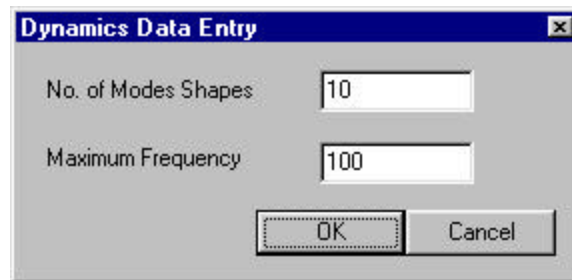 Dynamics Data Entry
No. of Modes Shapes 10
Maximum Frequency 100
OK Cancel